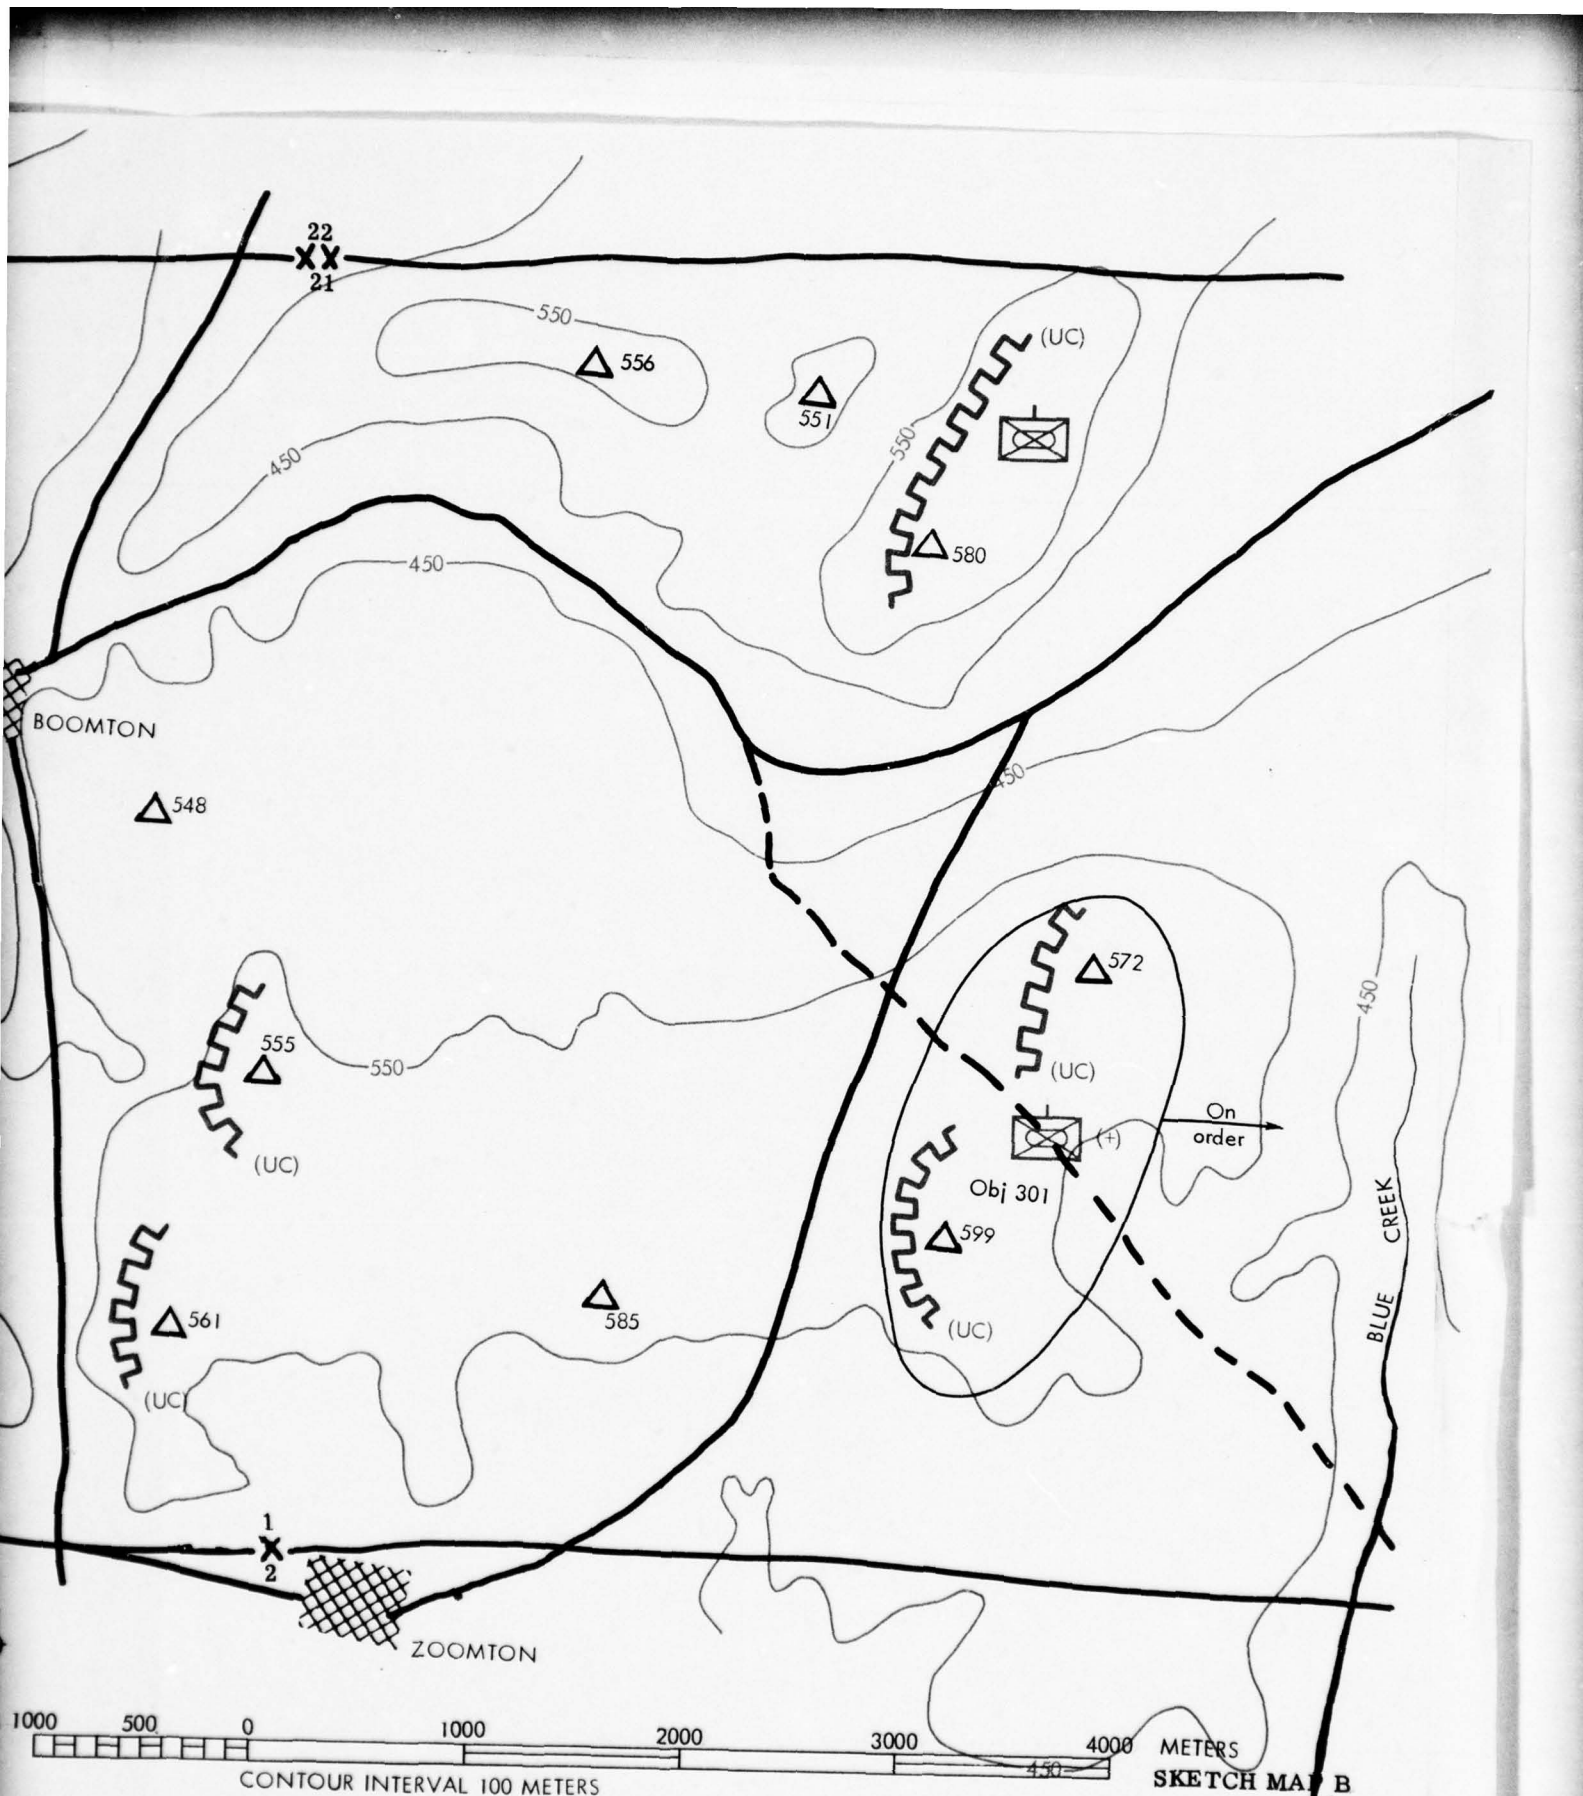 22
XX
21
550
556
551
(UC)
550
580
450
450
BOOMTON
548
450
572
450
555
550
(UC)
(UC)
On
order
(+)
Obj 301
599
(UC)
BLUE CREEK
561
(UC)
585
1
X
2
ZOOMTON
1000 500 0 1000 2000 3000 4000 METERS
450
CONTOUR INTERVAL 100 METERS
SKETCH MAP B